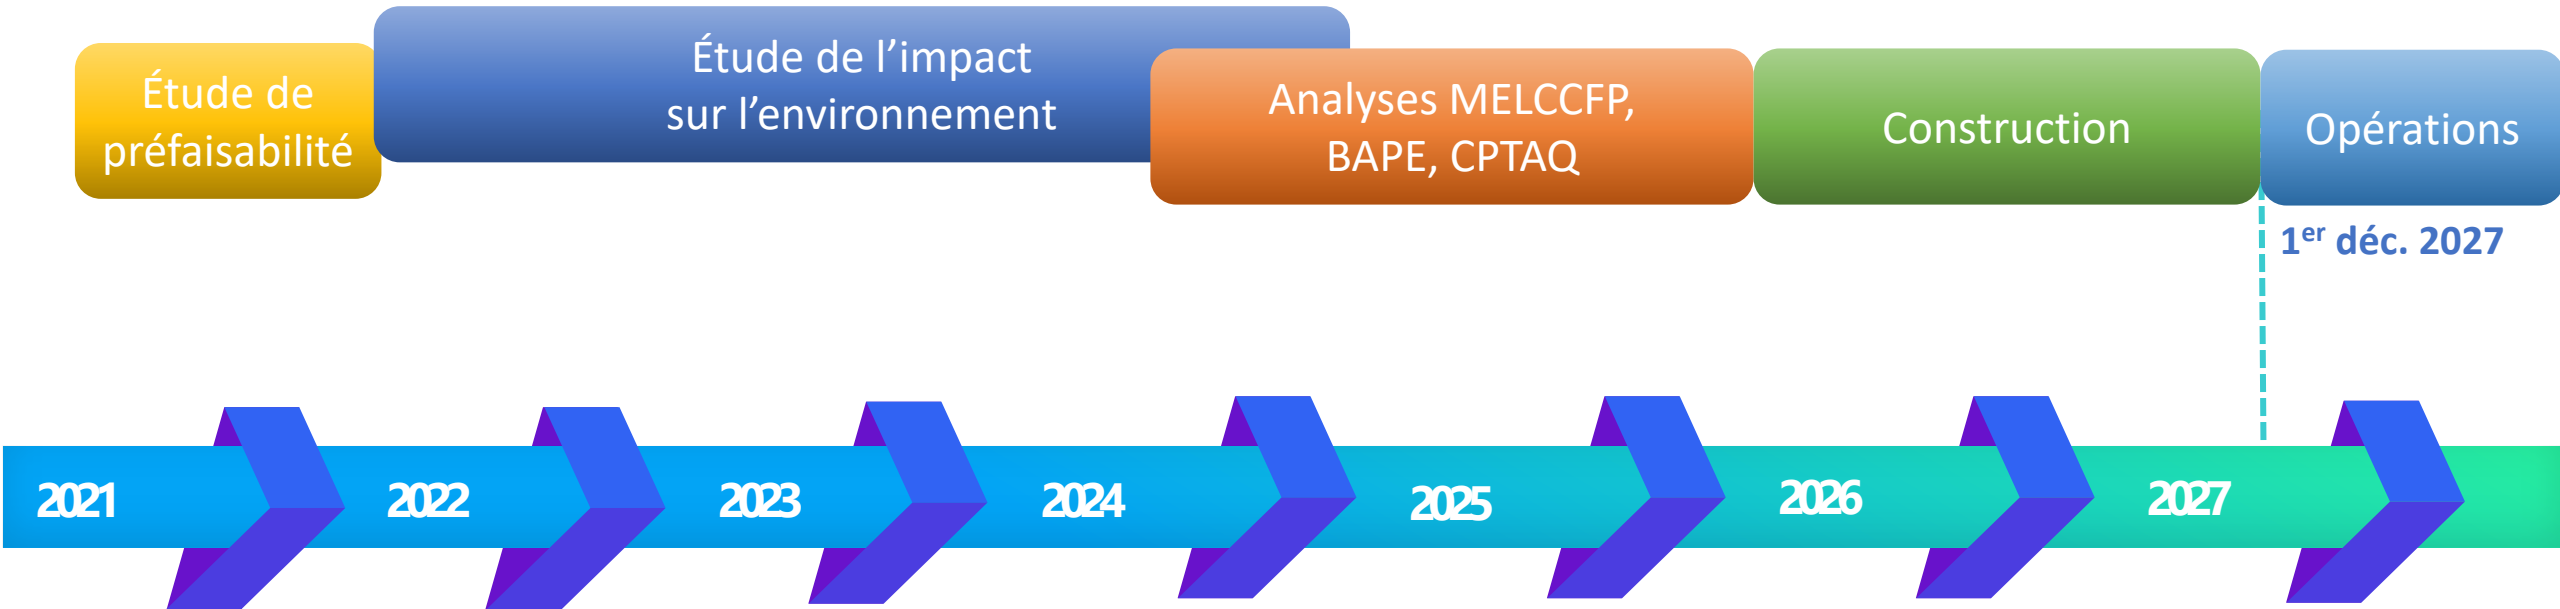 Étude de
préfaisabilité
Étude de l’impact
sur l’environnement
Analyses MELCCFP,
BAPE, CPTAQ
Construction
Opérations
1er déc. 2027
2021
2022
2023
2024
2025
2026
2027